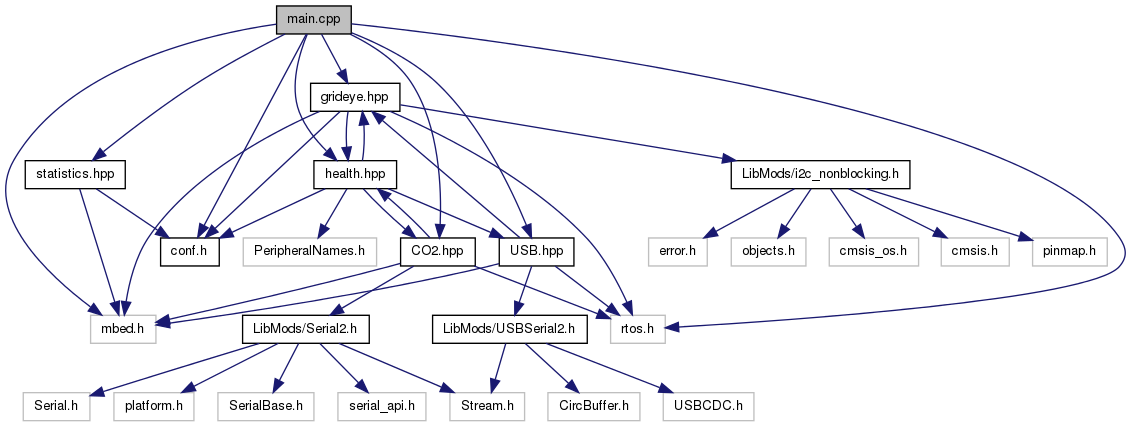 main.cpp
grideye.hpp
statistics.hpp
health.hpp
LibMods/i2c_nonblocking.h
conf.h
PeripheralNames.h
CO2.hpp
USB.hpp
error.h
objects.h
cmsis_os.h
cmsis.h
pinmap.h
mbed.h
LibMods/Serial2.h
LibMods/USBSerial2.h
rtos.h
Serial.h
platform.h
SerialBase.h
serial_api.h
Stream.h
CircBuffer.h
USBCDC.h